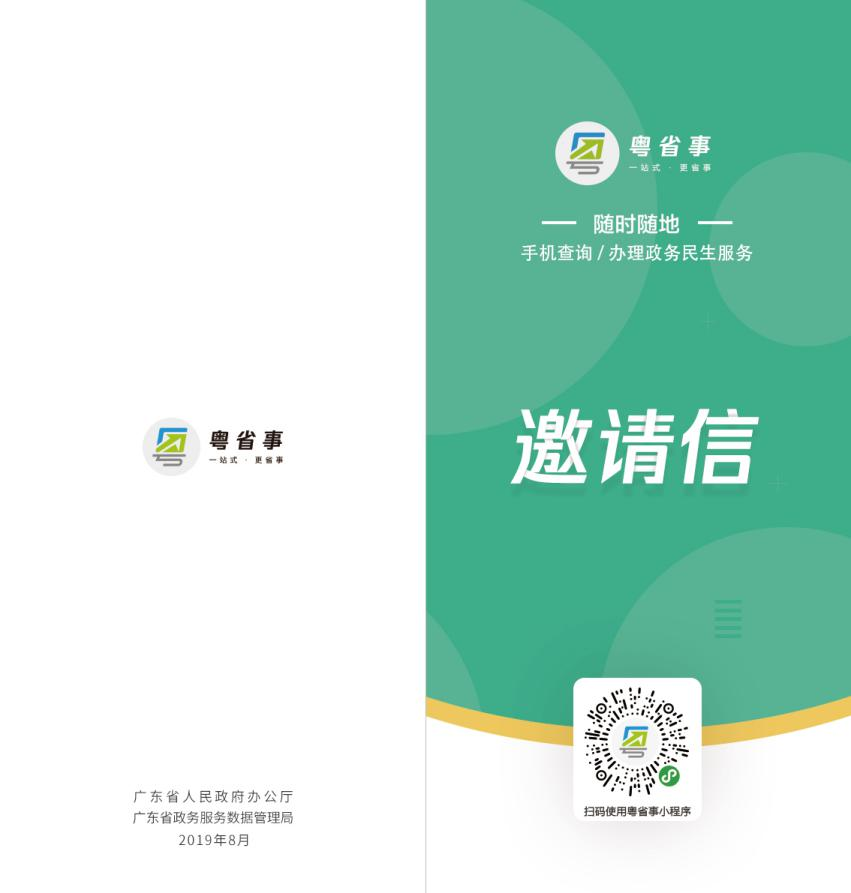 粤省事
一站式 · 更省事
广东省人民政府办公厅
广东省政务服务数据管理局
2019年8月
粤省事
一站式 · 更省事
随时随地
手机查询 / 办理政务民生服务
邀请信
扫码使用粤省事小程序